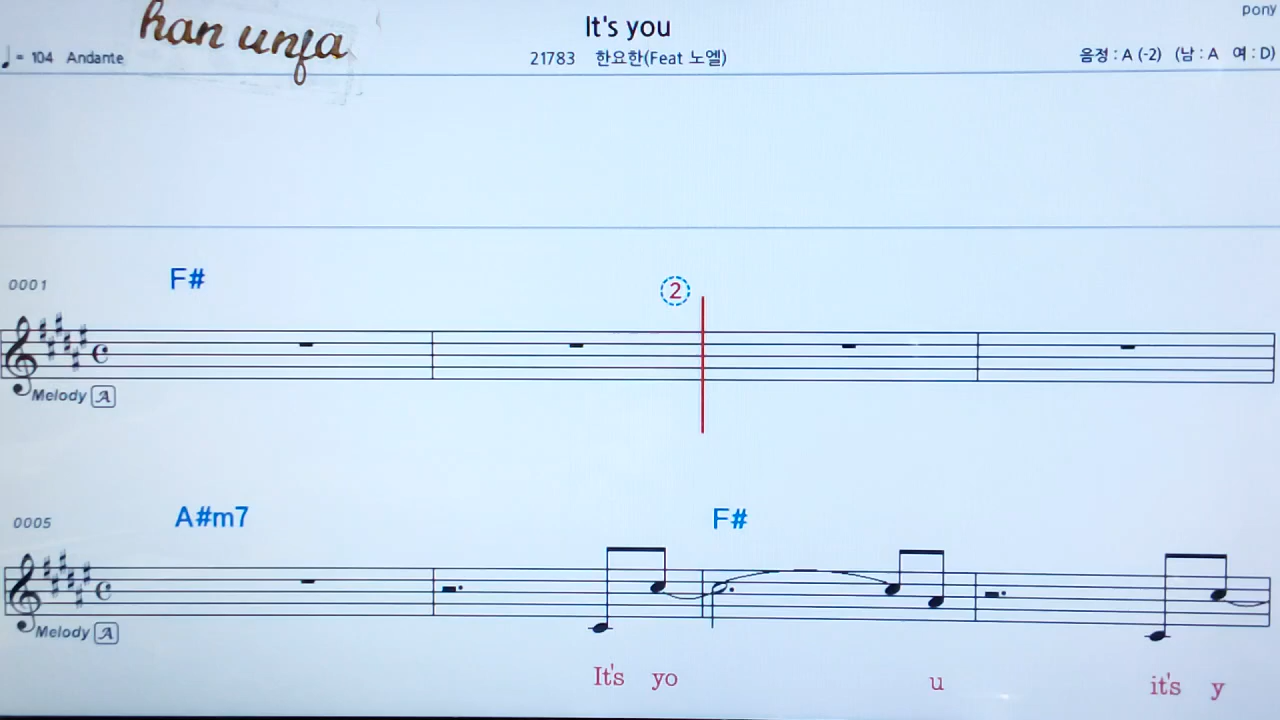 han unfa
It's you
pony
♩= 104 Andante
21783 한요한(Feat 노엘)
음정 : A (-2) (남 : A 여 : D)
0001
F#
2
Melody A
0005
A#m7
F#
Melody A
It's yo u it's y